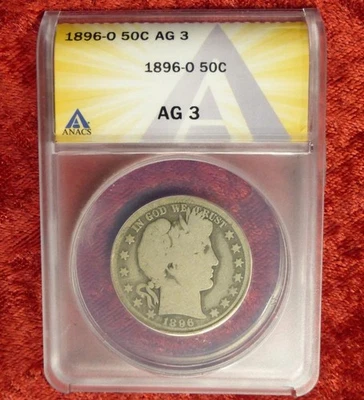 1896-O 50C AG 3
1896-O 50C
AG 3
ANACS
IN GOD WE TRUST
1896